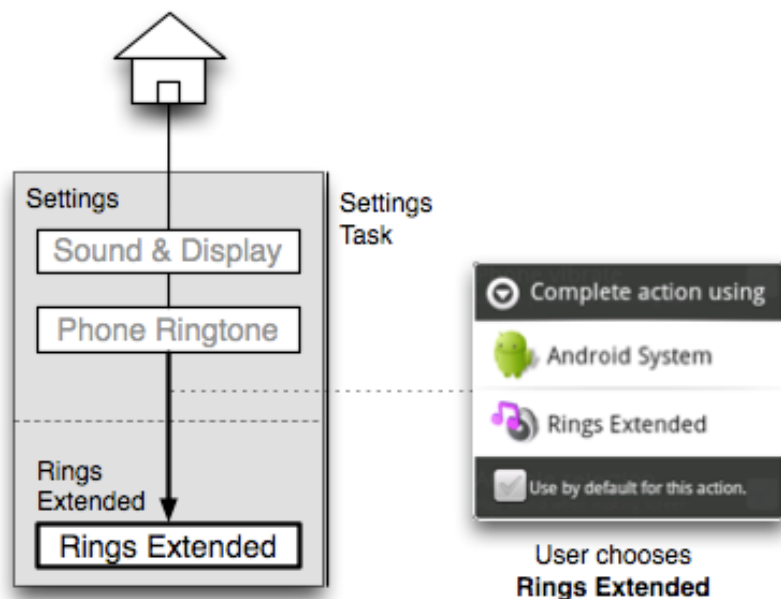 Settings
Sound & Display
Phone Ringtone
Rings
Extended
Rings Extended
Settings
Task
Complete action using
Android System
Rings Extended
Use by default for this action.
User chooses
Rings Extended